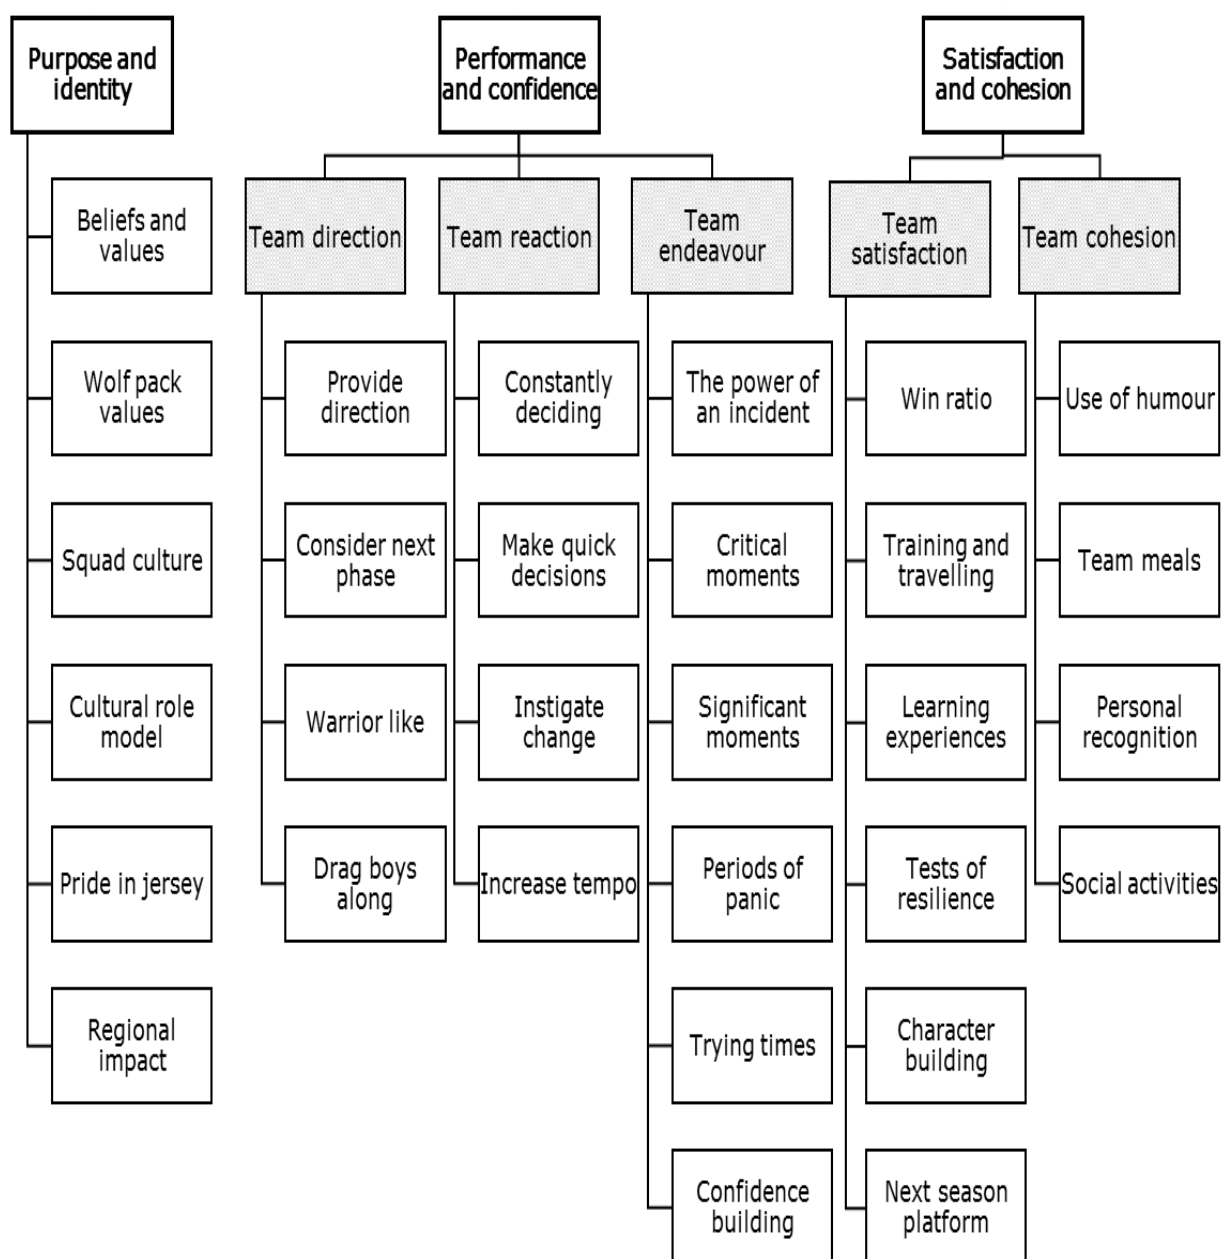 Purpose and
identity
Beliefs and
values
Wolf pack
values
Squad culture
Cultural role
model
Pride in jersey
Regional
impact
Performance
and confidence
Team direction
Provide
direction
Consider next
phase
Warrior like
Drag boys
along
Team reaction
Constantly
deciding
Make quick
decisions
Instigate
change
Increase tempo
Team
endeavour
The power of
an incident
Critical
moments
Significant
moments
Periods of
panic
Trying times
Confidence
building
Satisfaction
and cohesion
Team
satisfaction
Win ratio
Training and
travelling
Learning
experiences
Tests of
resilience
Character
building
Next season
platform
Team cohesion
Use of humour
Team meals
Personal
recognition
Social activities